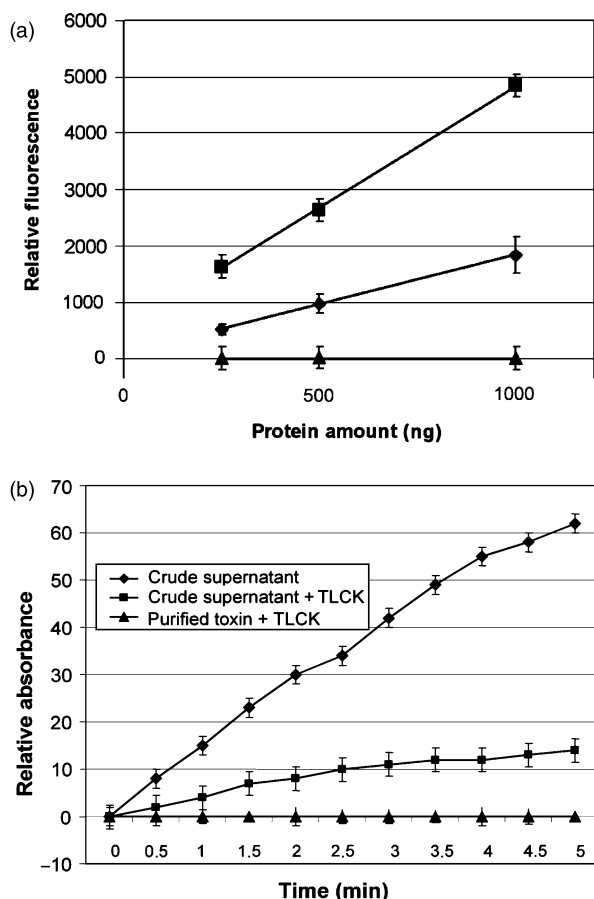 (a)
6000
5000
4000
3000
2000
1000
0
Relative fluorescence
0 500 1000
Protein amount (ng)
(b)
70
60
50
40
30
20
10
0
−10
Relative absorbance
Crude supernatant
Crude supernatant + TLCK
Purified toxin + TLCK
0 0.5 1 1.5 2 2.5 3 3.5 4 4.5 5
Time (min)